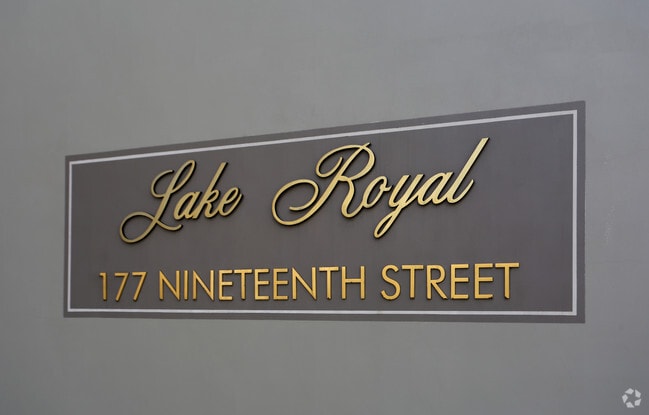 Lake Royal
177 NINETEENTH STREET